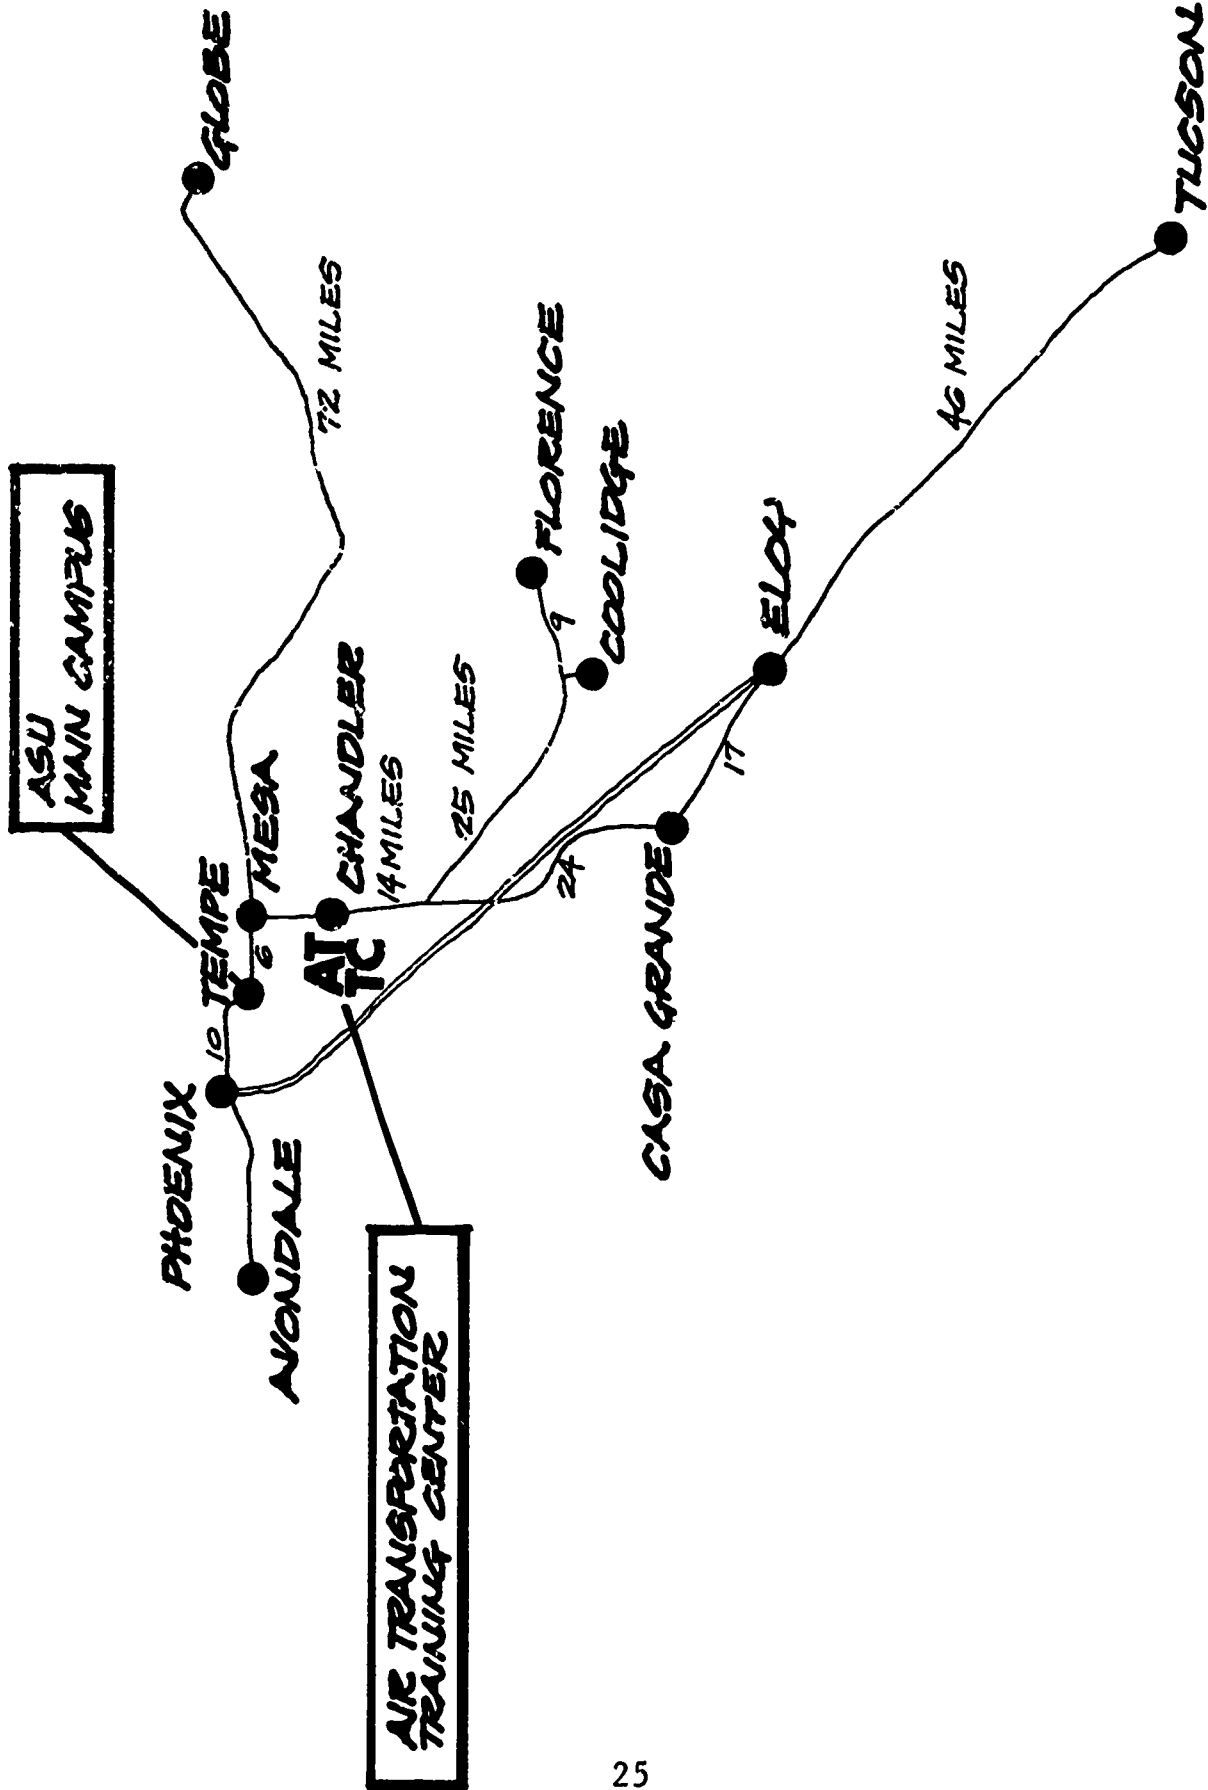 ASU
MAIN CAMPUS
GLOBE
PHOENIX
10
TEMPE
6
MESA
72 MILES
AVONDALE
AT
TC
CHANDLER
14 MILES
25 MILES
FLORENCE
9
COOLIDGE
AIR TRANSPORTATION
TRAINING CENTER
24
CASA GRANDE
17
ELOY
46 MILES
TUCSON
25